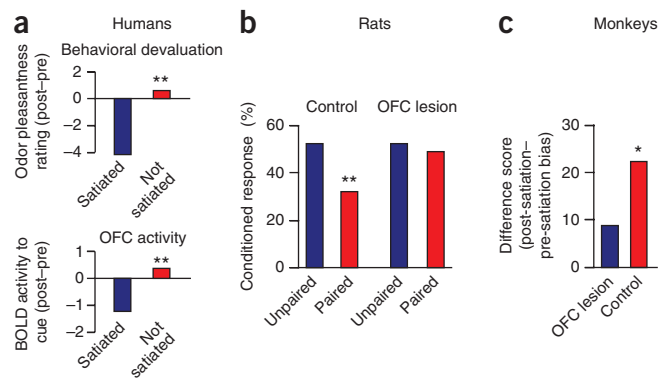 a
Humans
Behavioral devaluation
Odor pleasantness
rating (post–pre)
2
0
–2
–4
**
Satiated
Not
satiated
OFC activity
BOLD activity to
cue (post–pre)
1
0
–1
–2
**
Satiated
Not
satiated
b
Rats
Control
OFC lesion
Conditioned response (%)
60
40
20
0
**
Unpaired
Paired
Unpaired
Paired
c
Monkeys
Difference score
(post-satiation–
pre-satiation bias)
30
20
10
0
*
OFC lesion
Control